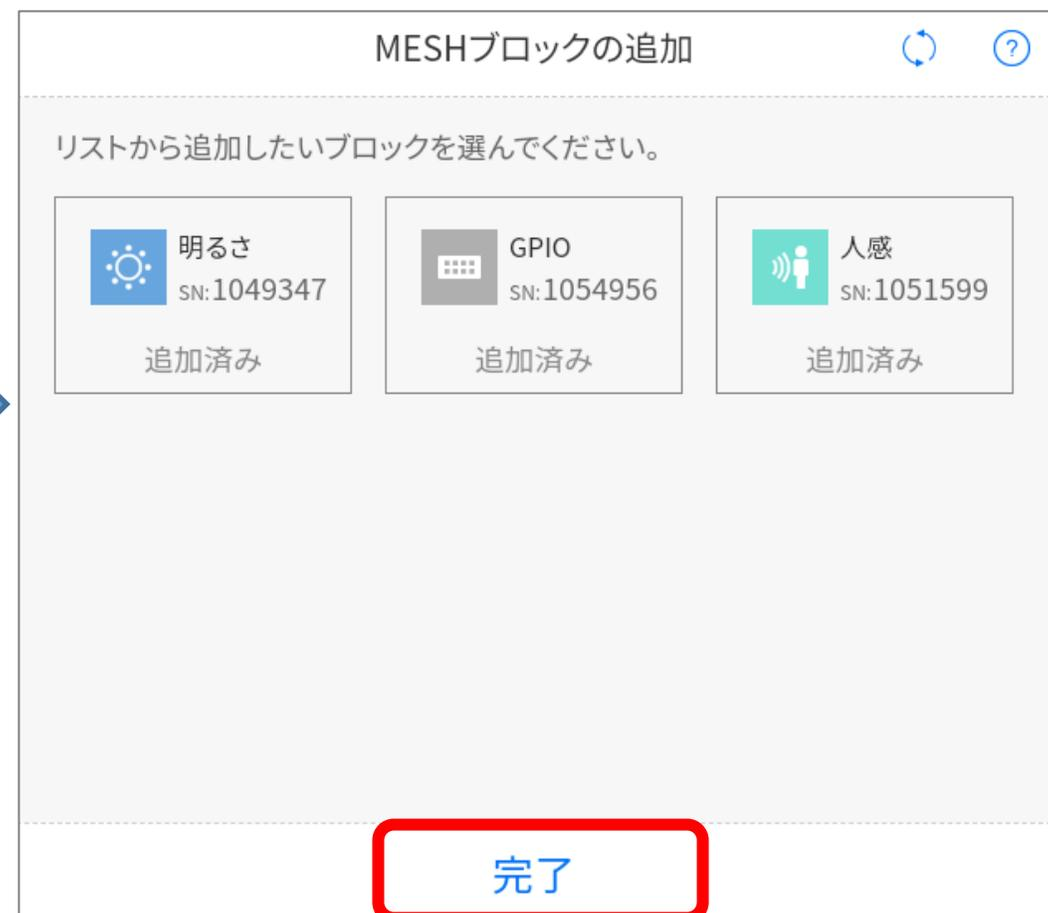 MESHブロックの追加
?
リストから追加したいブロックを選んでください。
明るさ
SN:1049347
追加済み
GPIO
SN:1054956
追加済み
人感
SN:1051599
追加済み
完了